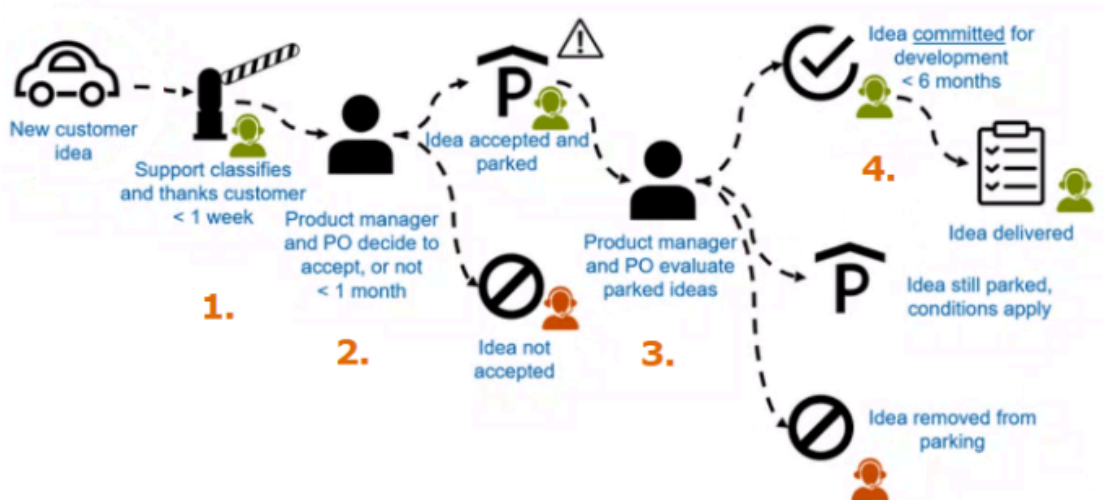 New customer
idea
Support classifies
and thanks customer
< 1 week
1.
Product manager
and PO decide to
accept, or not
< 1 month
2.
P
Idea accepted and
parked
Idea not
accepted
Product manager
and PO evaluate
parked ideas
3.
Idea committed for
development
< 6 months
4.
Idea delivered
P
Idea still parked,
conditions apply
Idea removed from
parking